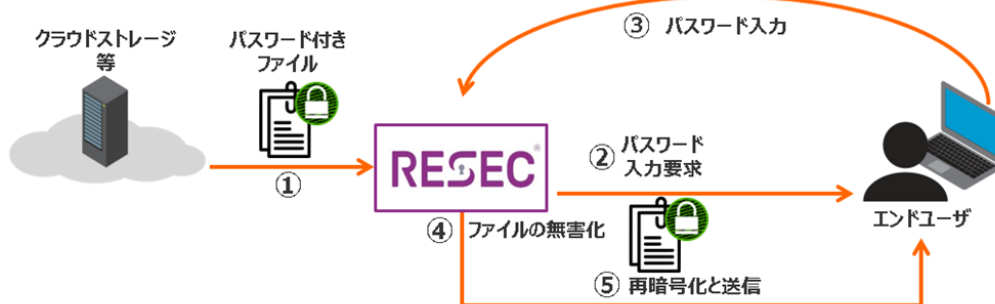 クラウドストレージ
等
パスワード付き
ファイル
①
RESEC®
② パスワード
入力要求
③ パスワード入力
エンドユーザ
④ ファイルの無害化
⑤ 再暗号化と送信